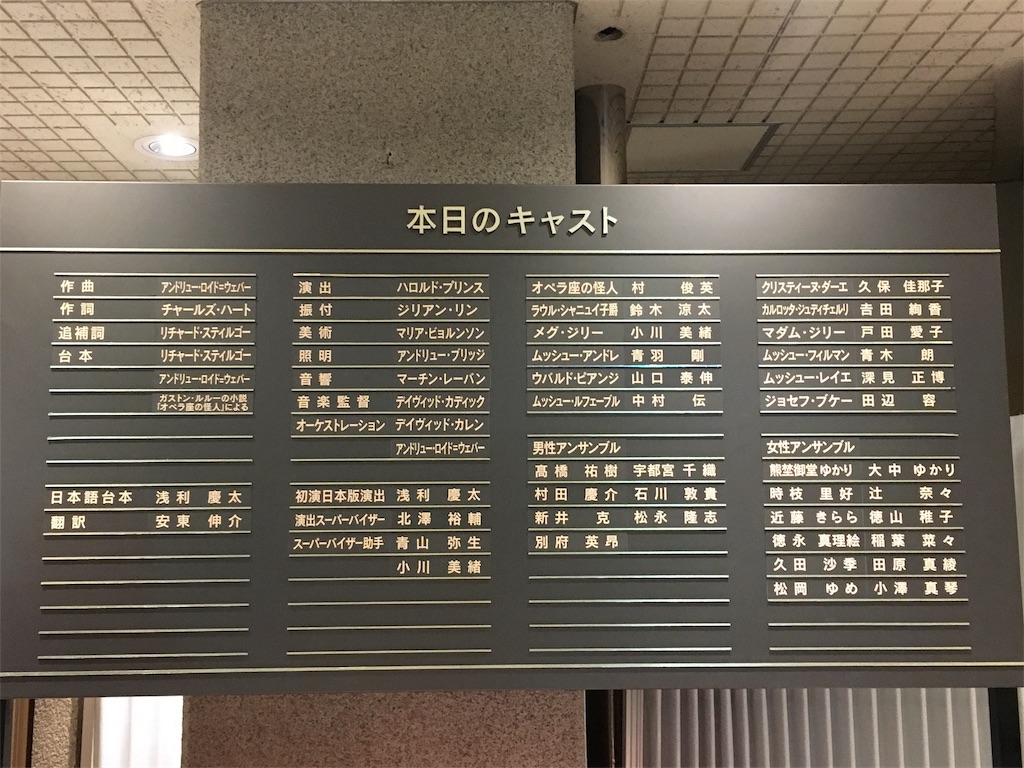 本日のキャスト
作曲 アンドリュー・ロイド=ウェバー
作詞 チャールズ・ハート
追補詞 リチャード・スティルゴー
台本 リチャード・スティルゴー
アンドリュー・ロイド=ウェバー
ガストン・ルルーの小説
「オペラ座の怪人」による
日本語台本 浅利 慶太
翻訳 安東 伸介
演出 ハロルド・プリンス
振付 ジリアン・リン
美術 マリア・ビョルンソン
照明 アンドリュー・ブリッジ
音響 マーチン・レーバン
音楽監督 デイヴィッド・カディック
オーケストレーション デイヴィッド・カレン
アンドリュー・ロイド=ウェバー
初演日本版演出 浅利 慶太
演出スーパーバイザー 北澤 裕輔
スーパーバイザー助手 青山 弥生
小川 美緒
オペラ座の怪人 村 俊英
ラウル・シャニュイ子爵 鈴木 涼太
メグ・ジリー 小川 美緒
ムッシュー・アンドレ 青羽 剛
ウバルド・ピアンジ 山口 泰伸
ムッシュー・ルフェーブル 中村 伝
男性アンサンブル
髙橋 祐樹 宇都宮 千織
村田 慶介 石川 敦貴
新井 克 松永 隆志
別府 英昂
クリスティーヌ・ダーエ 久保 佳那子
カルロッタ・ジュディチェルリ 吉田 絢香
マダム・ジリー 戸田 愛子
ムッシュー・フィルマン 青木 朗
ムッシュー・レイエ 深見 正博
ジョセフ・ブケー 田辺 容
女性アンサンブル
熊埜御堂 ゆかり 大中 ゆかり
時枝 里好 辻 奈々
近藤 きらら 徳山 稚子
徳永 真理絵 稲葉 菜々
久田 沙季 田原 真綾
松岡 ゆめ 小澤 真琴